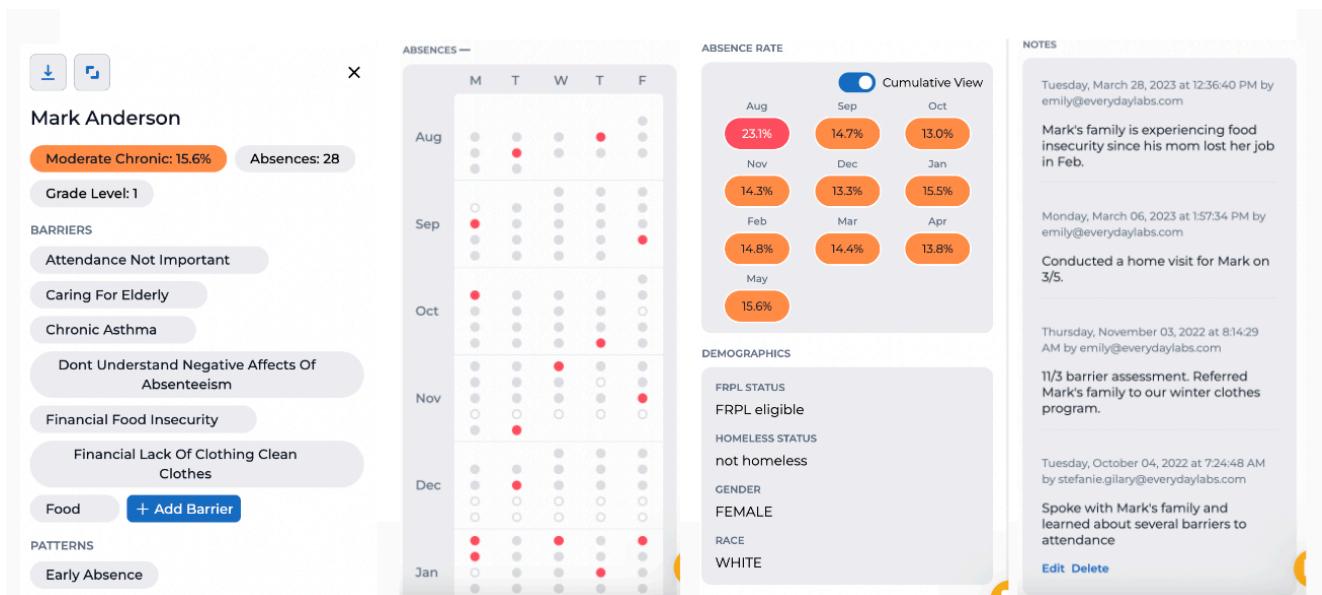 Mark Anderson
Moderate Chronic: 15.6%
Absences: 28
Grade Level: 1
BARRIERS
Attendance Not Important
Caring For Elderly
Chronic Asthma
Dont Understand Negative Affects Of
Absenteeism
Financial Food Insecurity
Financial Lack Of Clothing Clean
Clothes
Food
+ Add Barrier
PATTERNS
Early Absence
ABSENCES —
M T W T F
Aug
Sep
Oct
Nov
Dec
Jan
ABSENCE RATE
Cumulative View
Aug Sep Oct
23.1% 14.7% 13.0%
Nov Dec Jan
14.3% 13.3% 15.5%
Feb Mar Apr
14.8% 14.4% 13.8%
May
15.6%
DEMOGRAPHICS
FRPL STATUS
FRPL eligible
HOMELESS STATUS
not homeless
GENDER
FEMALE
RACE
WHITE
NOTES
Tuesday, March 28, 2023 at 12:36:40 PM by
emily@everydaylabs.com
Mark's family is experiencing food
insecurity since his mom lost her job
in Feb.
Monday, March 06, 2023 at 1:57:34 PM by
emily@everydaylabs.com
Conducted a home visit for Mark on
3/5.
Thursday, November 03, 2022 at 8:14:29
AM by emily@everydaylabs.com
11/3 barrier assessment. Referred
Mark's family to our winter clothes
program.
Tuesday, October 04, 2022 at 7:24:48 AM
by stefanie.gilary@everydaylabs.com
Spoke with Mark's family and
learned about several barriers to
attendance
Edit Delete